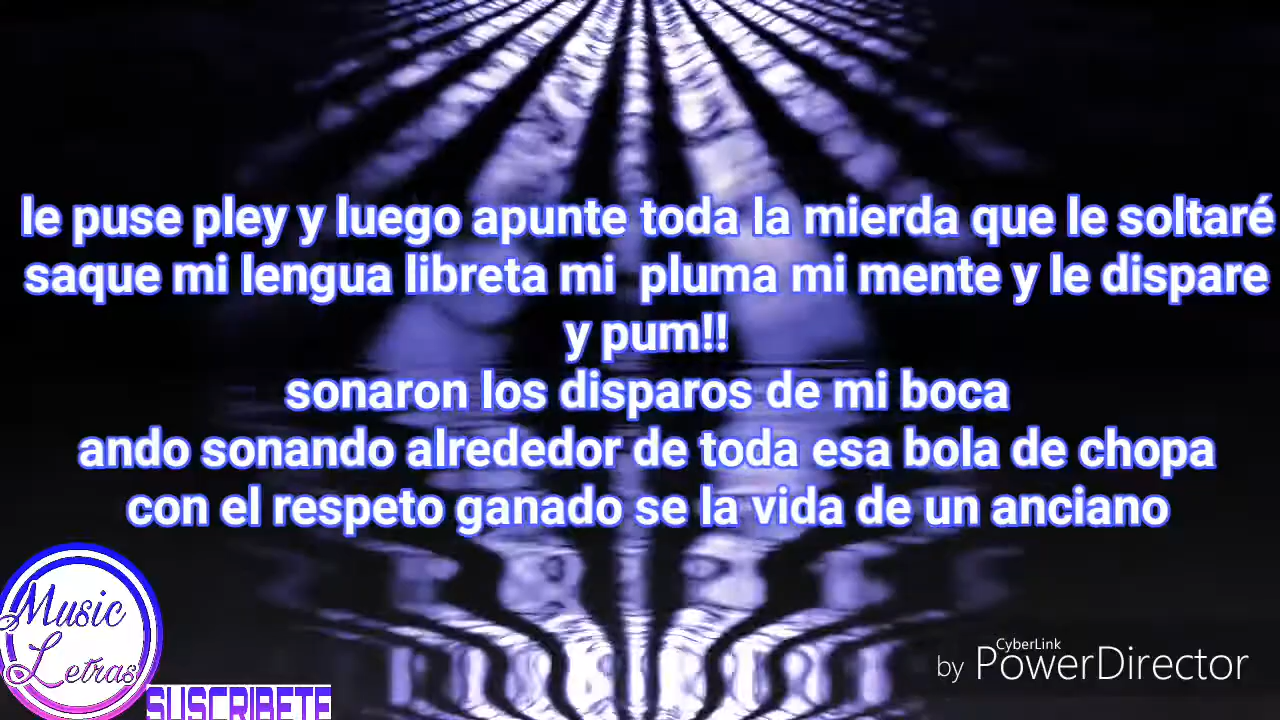 le puse pley y luego apunte toda la mierda que le soltaré
saque mi lengua libreta mi pluma mi mente y le dispare
y pum!!
sonaron los disparos de mi boca
ando sonando alrededor de toda esa bola de chopa
con el respeto ganado se la vida de un anciano
Music
Letras
SUSCRIBETE
CyberLink
by PowerDirector